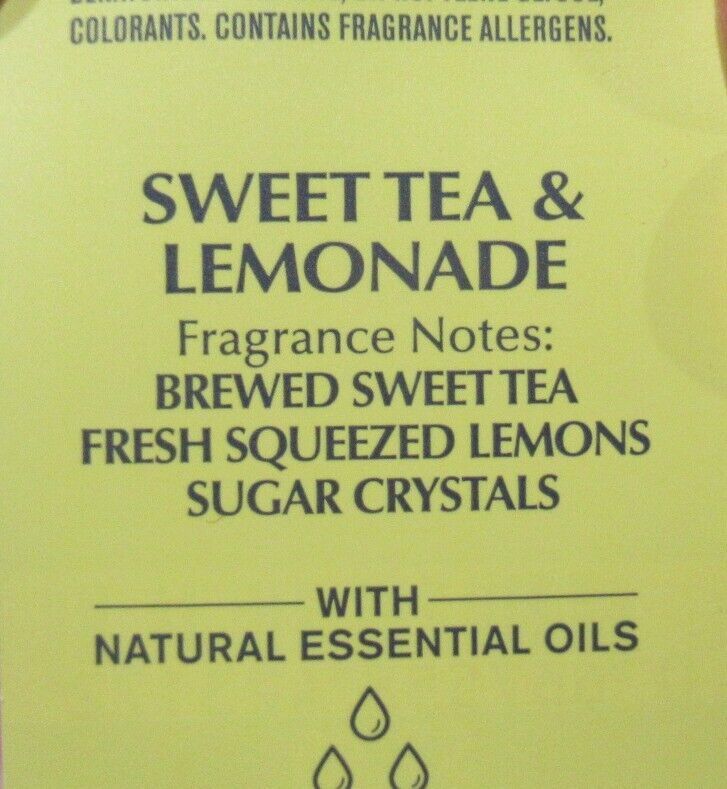 COLORANTS. CONTAINS FRAGRANCE ALLERGENS.
SWEET TEA &
LEMONADE
Fragrance Notes:
BREWED SWEET TEA
FRESH SQUEEZED LEMONS
SUGAR CRYSTALS
WITH
NATURAL ESSENTIAL OILS